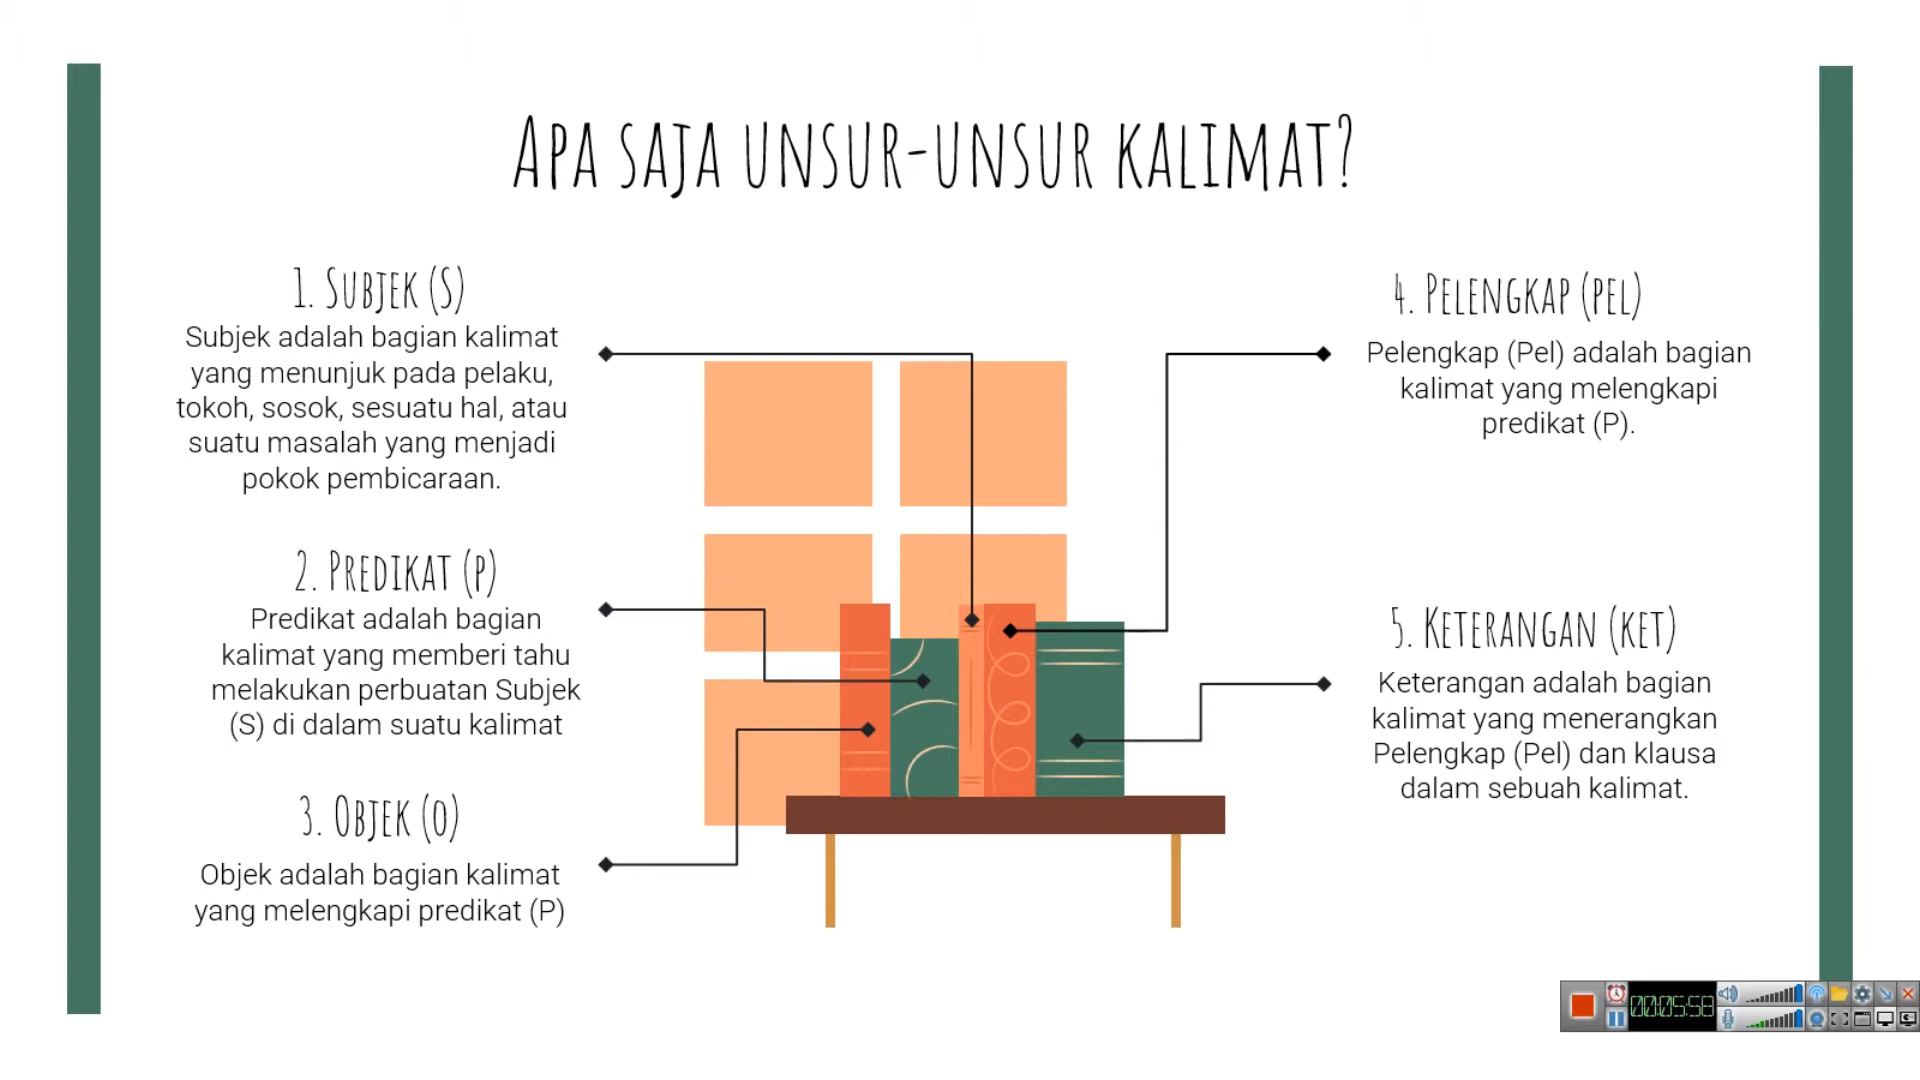 Apa saja unsur-unsur kalimat?
1. Subjek (S)
Subjek adalah bagian kalimat
yang menunjuk pada pelaku,
tokoh, sosok, sesuatu hal, atau
suatu masalah yang menjadi
pokok pembicaraan.
2. Predikat (P)
Predikat adalah bagian
kalimat yang memberi tahu
melakukan perbuatan Subjek
(S) di dalam suatu kalimat
3. Objek (O)
Objek adalah bagian kalimat
yang melengkapi predikat (P)
4. Pelengkap (Pel)
Pelengkap (Pel) adalah bagian
kalimat yang melengkapi
predikat (P).
5. Keterangan (Ket)
Keterangan adalah bagian
kalimat yang menerangkan
Pelengkap (Pel) dan klausa
dalam sebuah kalimat.
00:05:58